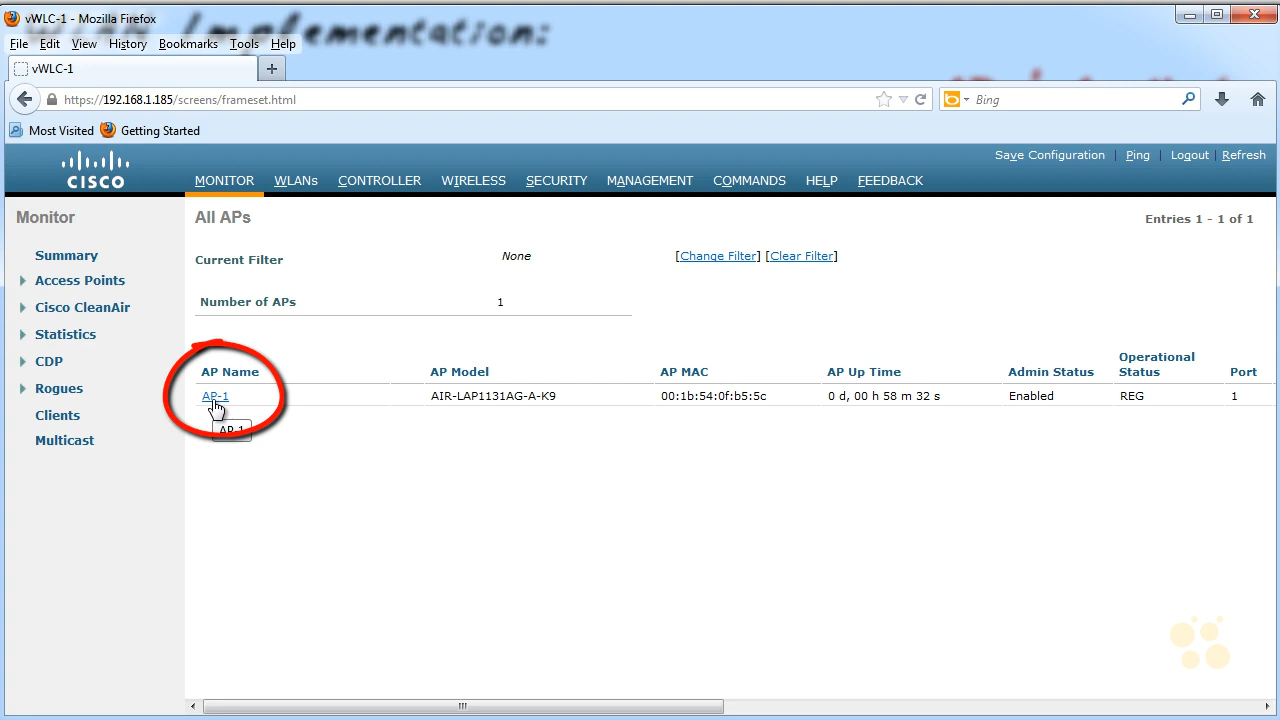 vWLC-1 - Mozilla Firefox
Implementation:
File Edit View History Bookmarks Tools Help
vWLC-1
https://192.168.1.185/screens/frameset.html
Bing
Most Visited Getting Started
Save Configuration | Ping | Logout | Refresh
CISCO
MONITOR WLANs CONTROLLER WIRELESS SECURITY MANAGEMENT COMMANDS HELP FEEDBACK
Monitor
Summary
Access Points
Cisco CleanAir
Statistics
CDP
Rogues
Clients
Multicast
All APs
Entries 1 - 1 of 1
Current Filter None [Change Filter] [Clear Filter]
Number of APs 1
AP Name AP Model AP MAC AP Up Time Admin Status Operational Status Port
AP-1 AIR-LAP1131AG-A-K9 00:1b:54:0f:b5:5c 0 d, 00 h 58 m 32 s Enabled REG 1
AP-1